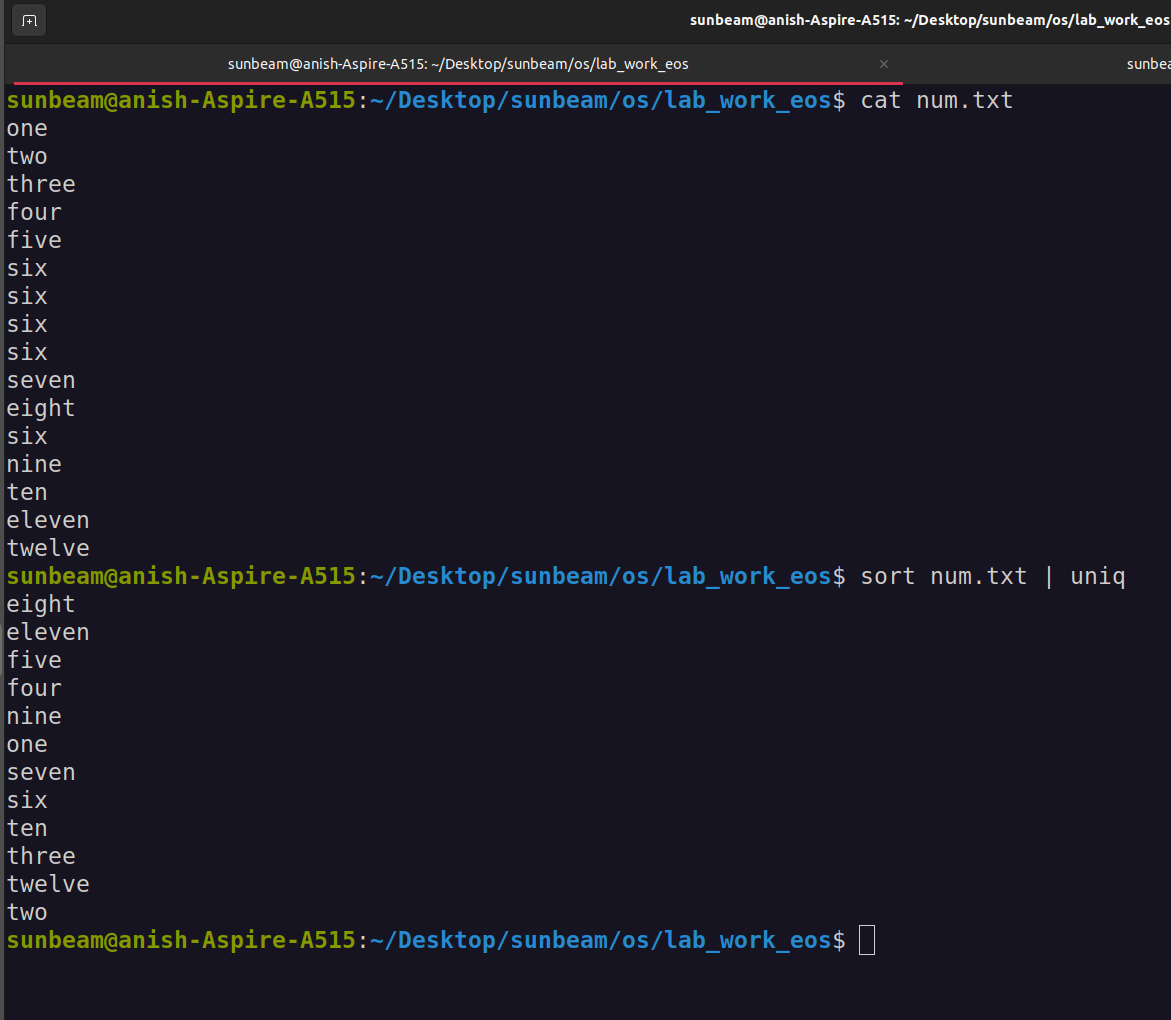 sunbeam@anish-Aspire-A515: ~/Desktop/sunbeam/os/lab_work_eos
sunbeam@anish-Aspire-A515: ~/Desktop/sunbeam/os/lab_work_eos × sunbea
sunbeam@anish-Aspire-A515:~/Desktop/sunbeam/os/lab_work_eos$ cat num.txt
one
two
three
four
five
six
six
six
six
seven
eight
six
nine
ten
eleven
twelve
sunbeam@anish-Aspire-A515:~/Desktop/sunbeam/os/lab_work_eos$ sort num.txt | uniq
eight
eleven
five
four
nine
one
seven
six
ten
three
twelve
two
sunbeam@anish-Aspire-A515:~/Desktop/sunbeam/os/lab_work_eos$